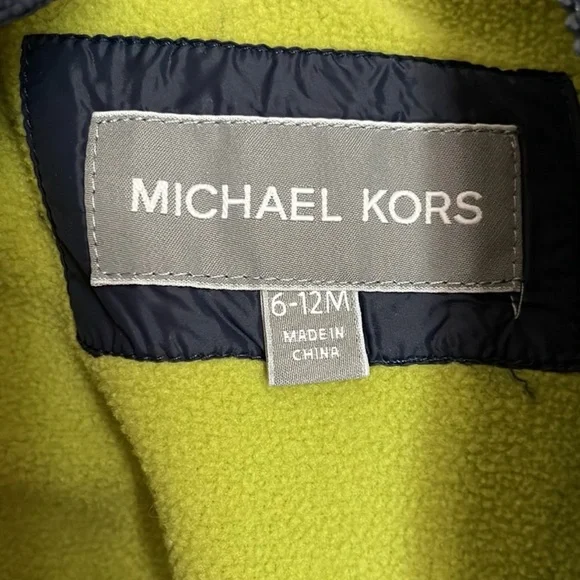 MICHAEL KORS
6-12M
MADE IN
CHINA